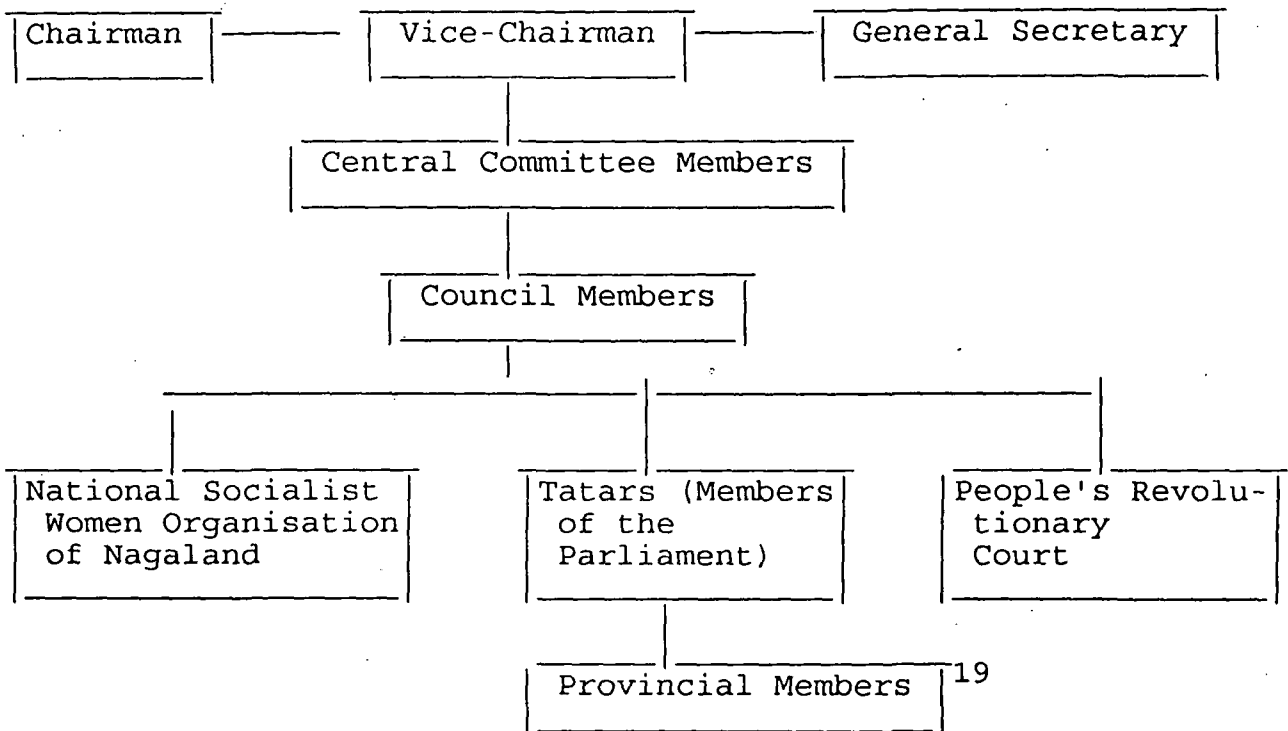 Chairman
Vice-Chairman
General Secretary
Central Committee Members
Council Members
National Socialist
Women Organisation
of Nagaland
Tatars (Members
of the
Parliament)
People's Revolu-
tionary
Court
Provincial Members 19